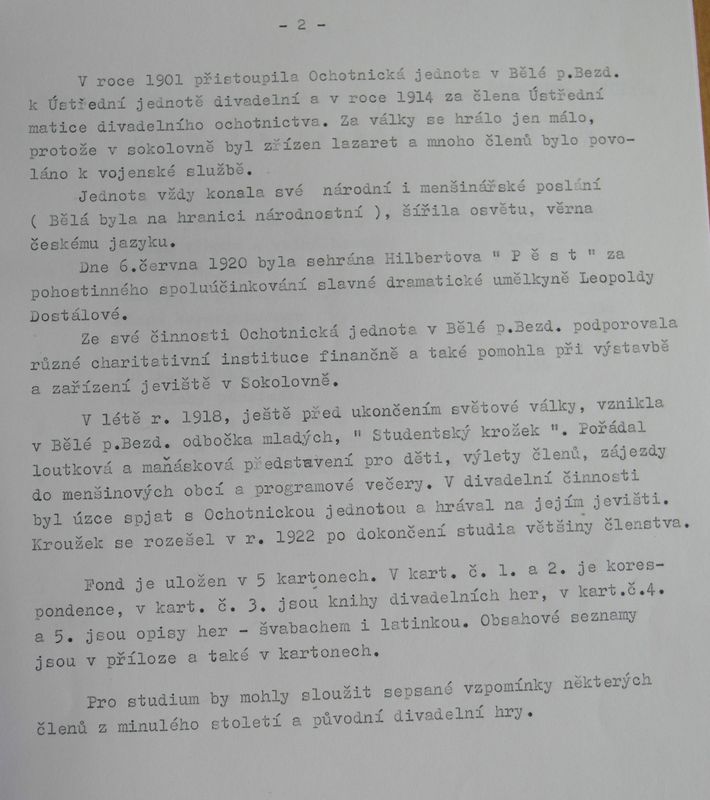 - 2 -
V roce 1901 přistoupila Ochotnická jednota v Bělé p.Bezd.
k Ústřední jednotě divadelní a v roce 1914 za člena Ústřední
matice divadelního ochotnictva. Za války se hrálo jen málo,
protože v sokolovně byl zřízen lazaret a mnoho členů bylo povo-
láno k vojenské službě.
Jednota vždy konala své  národní i menšinářské poslání
( Bělá byla na hranici národnostní ), šířila osvětu, věrna
českému jazyku.
Dne 6.června 1920 byla sehrána Hilbertova " P ě s t " za
pohostinného spoluúčinkování slavné dramatické umělkyně Leopoldy
Dostálové.
Ze své činnosti Ochotnická jednota v Bělé p.Bezd. podporovala
různé charitativní instituce finančně a také pomohla při výstavbě
a zařízení jeviště v Sokolovně.
V létě r. 1918, ještě před ukončením světové války, vznikla
v Bělé p.Bezd. odbočka mladých, " Studentský krožek ". Pořádal
loutková a maňásková představení pro děti, výlety členů, zájezdy
do menšinových obcí a programové večery. V divadelní činnosti
byl úzce spjat s Ochotnickou jednotou a hrával na jejím jevišti.
Kroužek se rozešel v r. 1922 po dokončení studia většiny členstva.
Fond je uložen v 5 kartonech. V kart. č. 1. a 2. je kores-
pondence, v kart. č. 3. jsou knihy divadelních her, v kart.č.4.
a 5. jsou opisy her - švabachem i latinkou. Obsahové seznamy
jsou v příloze a také v kartonech.
Pro studium by mohly sloužit sepsané vzpomínky některých
členů z minulého století a původní divadelní hry.